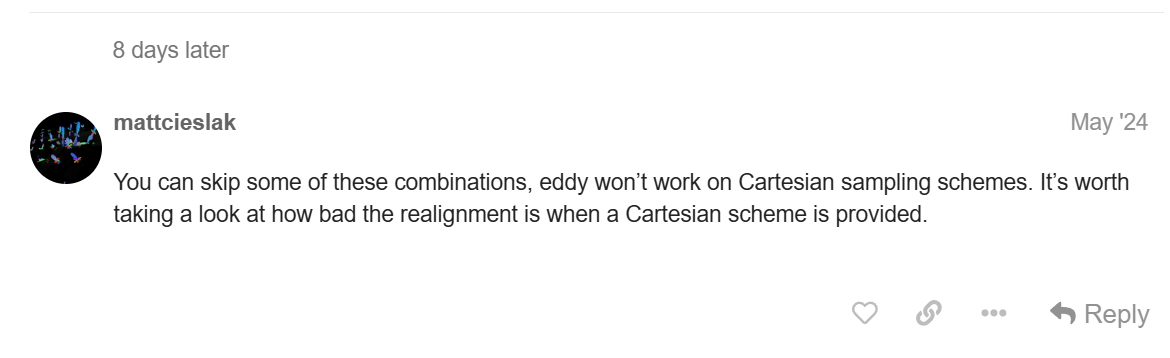 8 days later
mattcieslak
May '24
You can skip some of these combinations, eddy won’t work on Cartesian sampling schemes. It’s worth
taking a look at how bad the realignment is when a Cartesian scheme is provided.
Reply